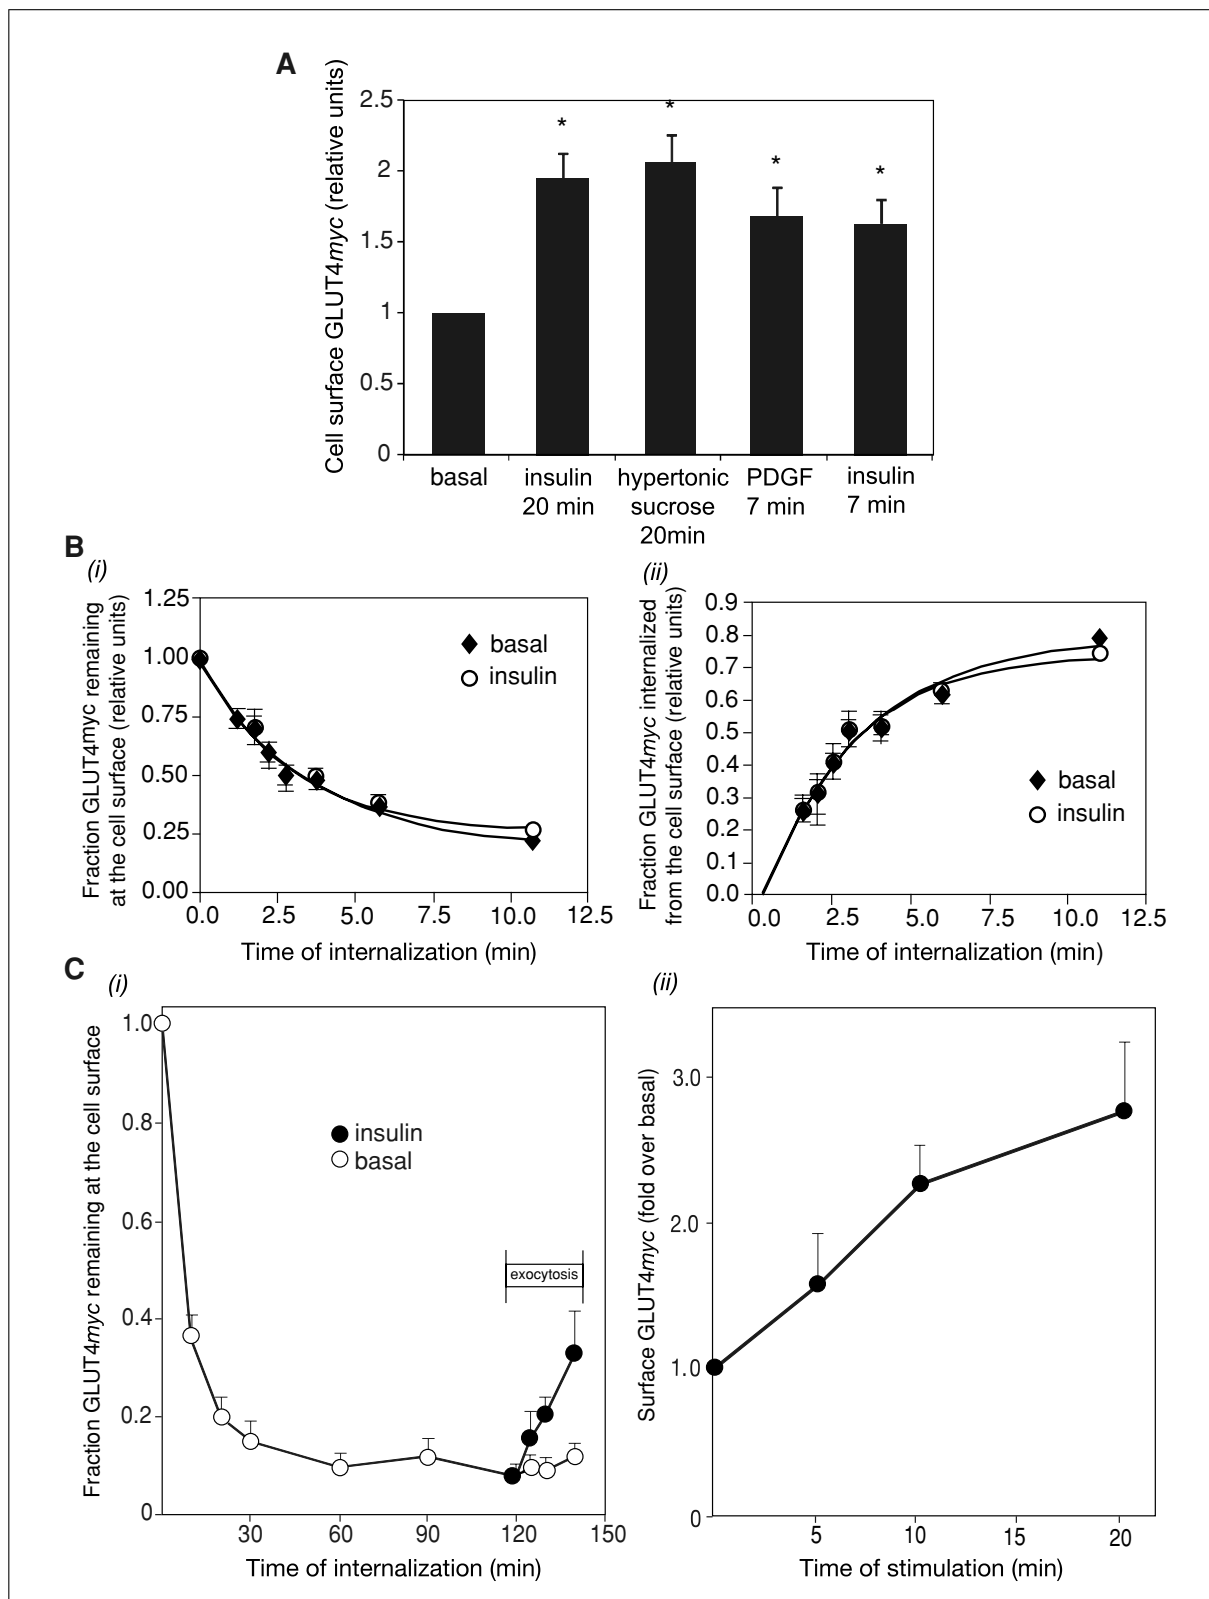 A
Cell surface GLUT4myc (relative units)
2.5
2
1.5
1
0.5
0
*
*
*
*
basal
insulin
20 min
hypertonic
sucrose
20min
PDGF
7 min
insulin
7 min
B
(i)
Fraction GLUT4myc remaining
at the cell surface (relative units)
1.25
1.00
0.75
0.50
0.25
0.00
basal
insulin
0.0 2.5 5.0 7.5 10.0 12.5
Time of internalization (min)
(ii)
Fraction GLUT4myc internalized
from the cell surface (relative units)
0.9
0.8
0.7
0.6
0.5
0.4
0.3
0.2
0.1
0.0
basal
insulin
0.0 2.5 5.0 7.5 10.0 12.5
Time of internalization (min)
C
(i)
Fraction GLUT4myc remaining at the cell surface
1.0
0.8
0.6
0.4
0.2
0
insulin
basal
exocytosis
30 60 90 120 150
Time of internalization (min)
(ii)
Surface GLUT4myc (fold over basal)
3.0
2.0
1.0
0
5 10 15 20
Time of stimulation (min)